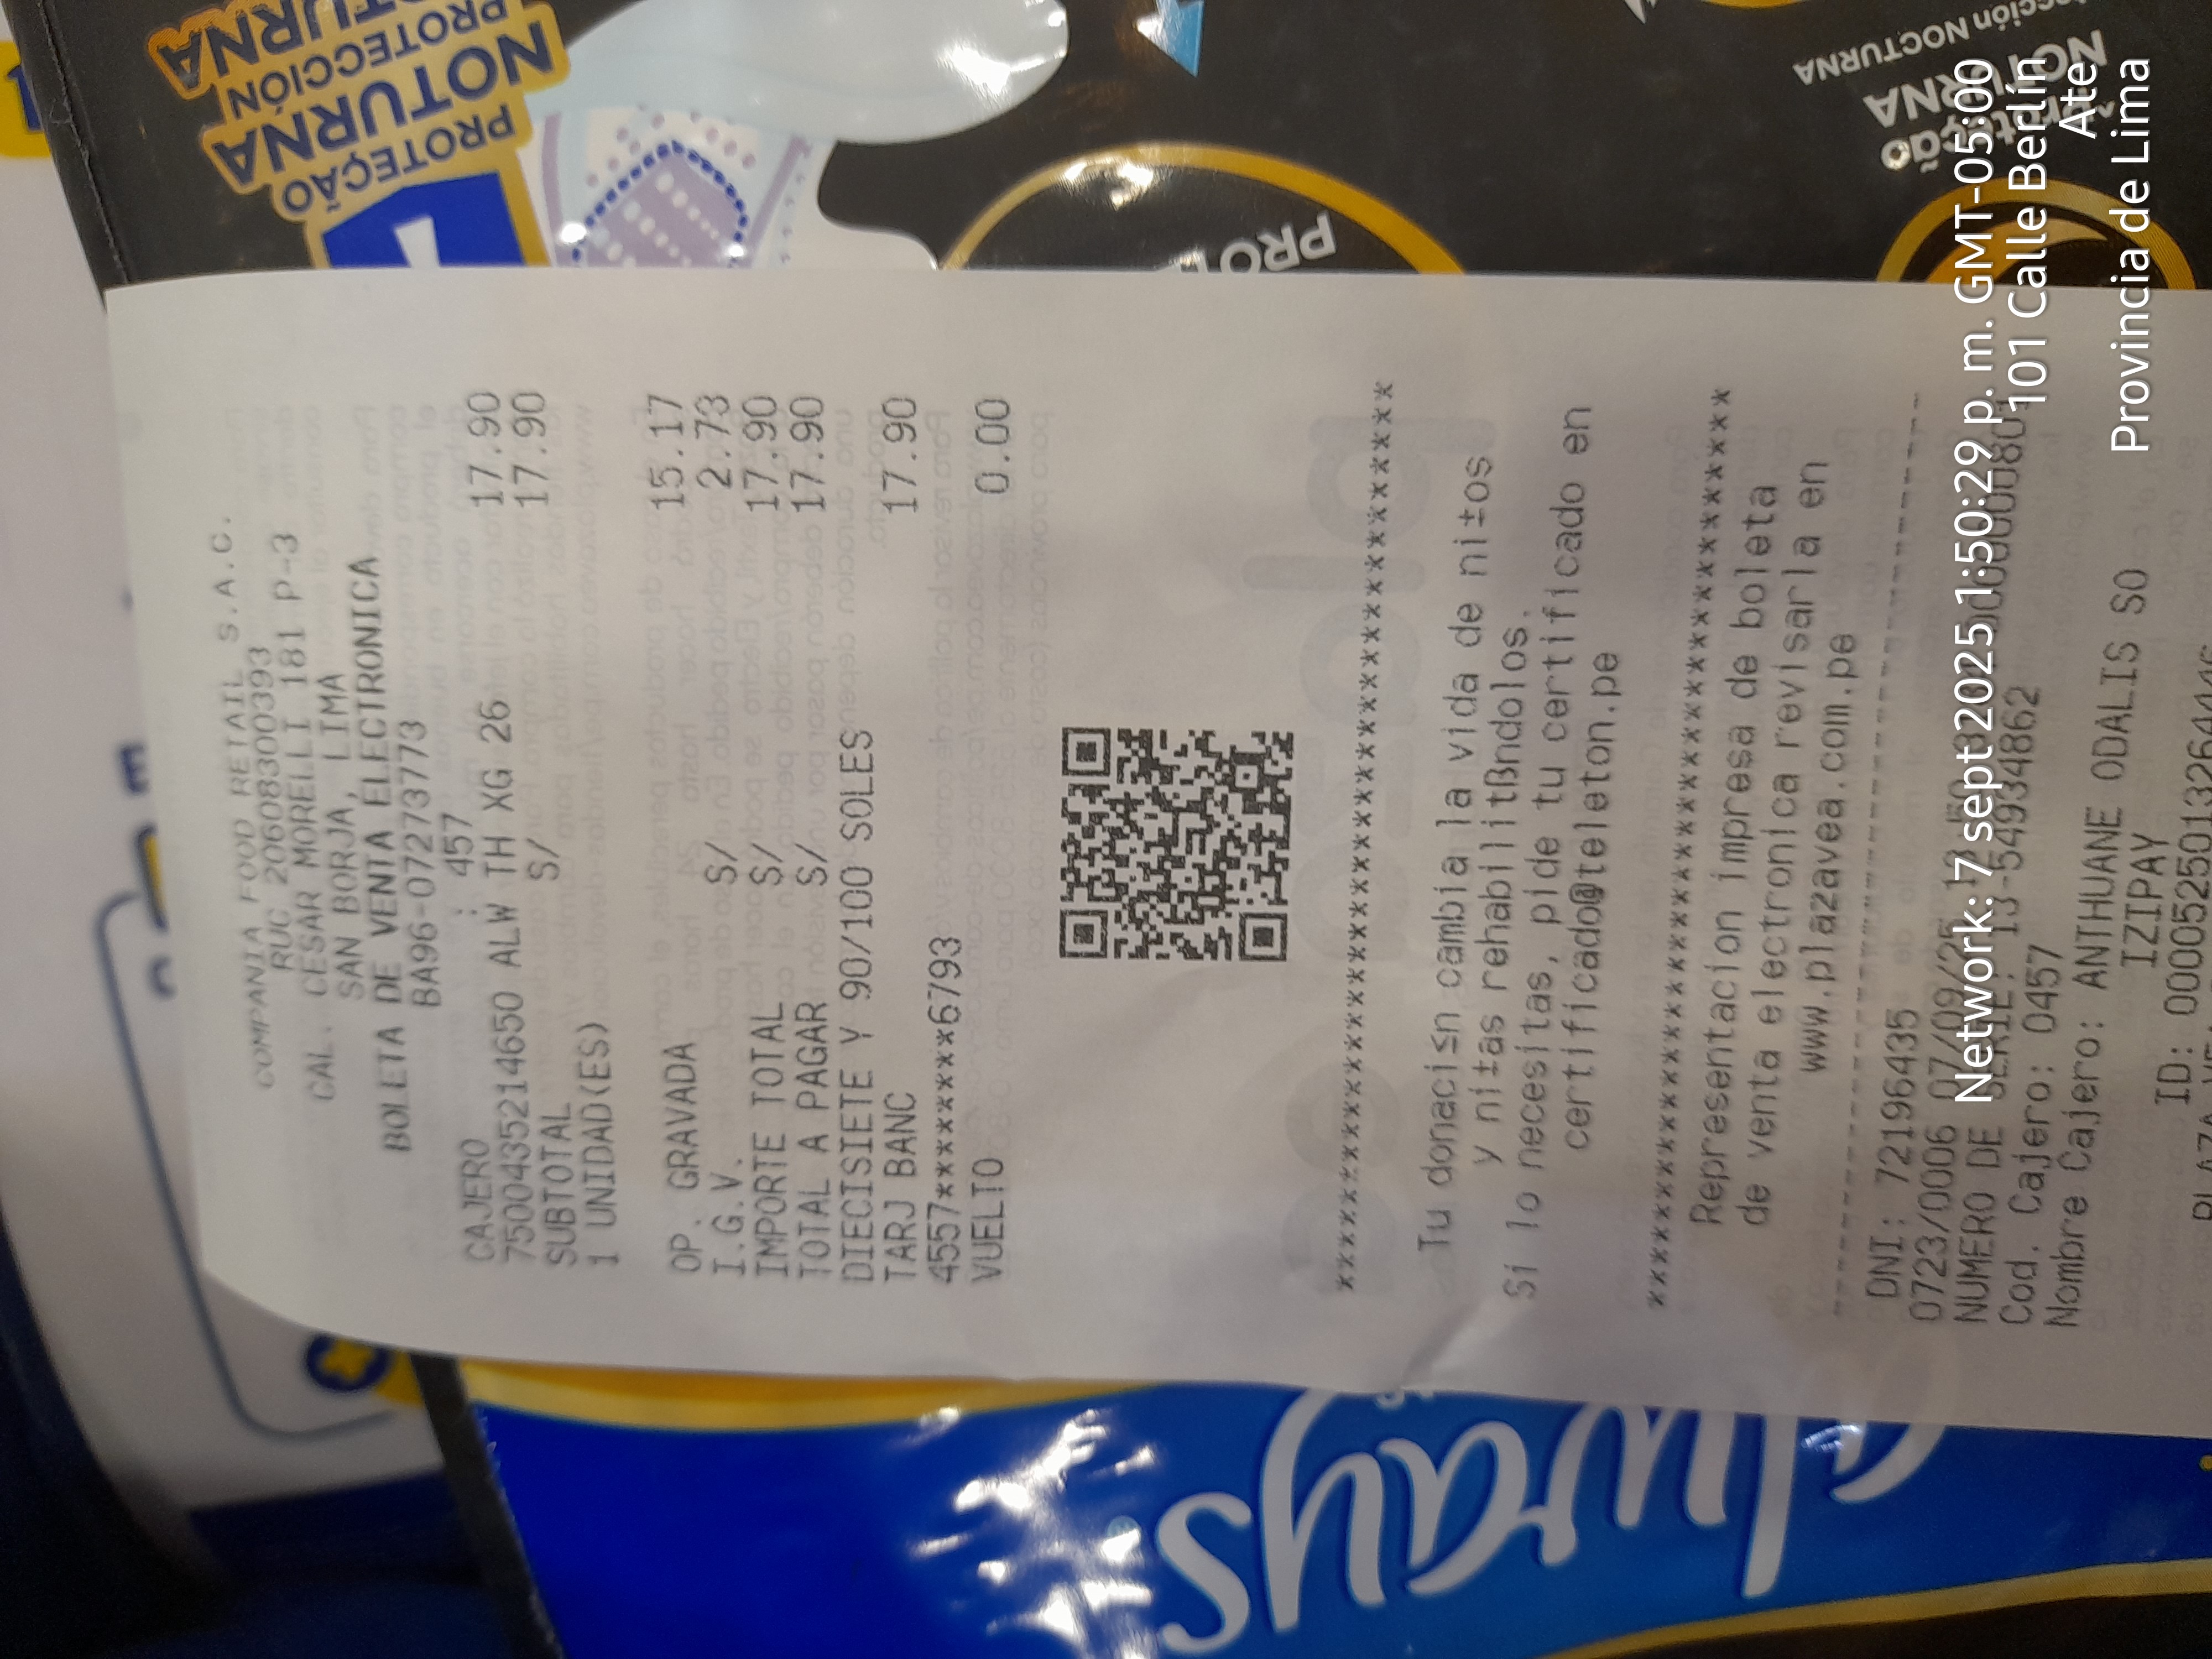 COMPANIA FOOD RETAIL S.A.C.
RUC 20608300393
CAL. CESAR MORELLI 181 P-3
SAN BORJA, LIMA
BOLETA DE VENTA ELECTRONICA
BA96-07273773
CAJERO : 457
7500435214650 ALW TH XG 26 17.90
SUBTOTAL S/ 17.90
1 UNIDAD(ES)
OP. GRAVADA 15.17
I.G.V. S/ 2.73
IMPORTE TOTAL S/ 17.90
TOTAL A PAGAR S/ 17.90
DIECISIETE Y 90/100 SOLES
TARJ BANC 17.90
4557********6793
VUELTO 0.00
*******************************************
Tu donaci≤n cambia la vida de ni±os
y ni±as rehabilitßndolos.
Si lo necesitas, pide tu certificado en
certificado@teleton.pe
*******************************************
Representacion impresa de boleta
de venta electronica revisarla en
www.plazavea.com.pe
DNI: 72196435
0723/0006 07/09/25
NUMERO DE SERIE: 13-54934862
Cod. Cajero: 0457
Nombre Cajero: ANTHUANE ODALIS SO
IZIPAY
ID: 0000525013264446
PLAZA VEA
Always
PROTEÇÃO
NOTURNA
PROTECCIÓN
NOTURNA
NOTURNA
Network: 7 sept 2025 1:50:29 p. m. GMT-05:00
101 Calle Berlín
Ate
Provincia de Lima